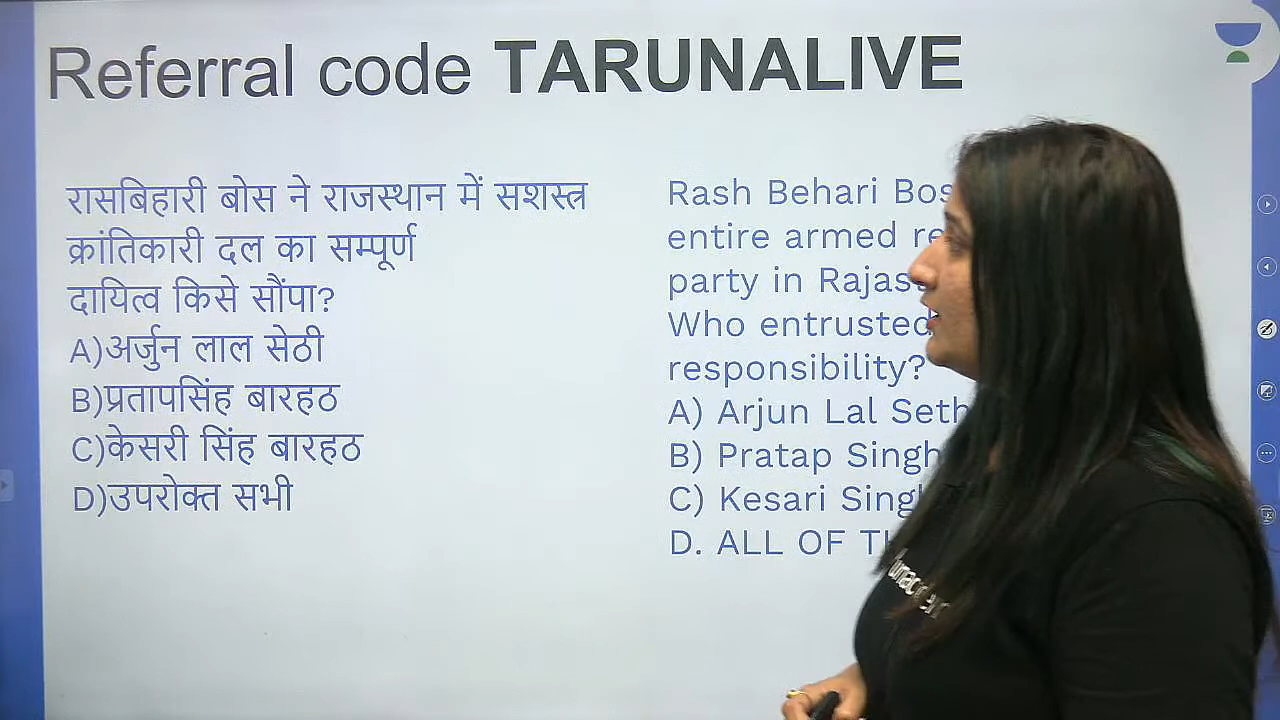 Referral code TARUNALIVE
रासबिहारी बोस ने राजस्थान में सशस्त्र
क्रांतिकारी दल का सम्पूर्ण
दायित्व किसे सौंपा?
A)अर्जुन लाल सेठी
B)प्रतापसिंह बारहठ
C)केसरी सिंह बारहठ
D)उपरोक्त सभी
Rash Behari Bos
entire armed re
party in Rajas
Who entrusted
responsibility?
A) Arjun Lal Seth
B) Pratap Singh
C) Kesari Singh
D. ALL OF TH